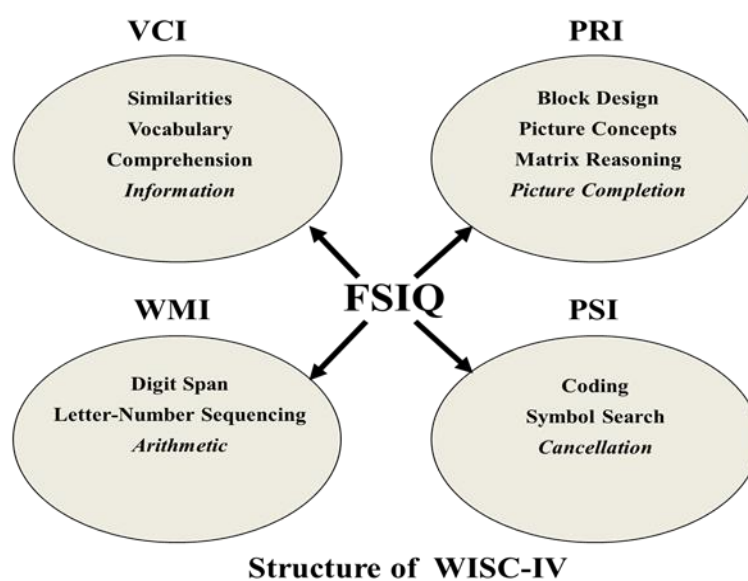 VCI
Similarities
Vocabulary
Comprehension
Information
PRI
Block Design
Picture Concepts
Matrix Reasoning
Picture Completion
FSIQ
WMI
Digit Span
Letter-Number Sequencing
Arithmetic
PSI
Coding
Symbol Search
Cancellation
Structure of WISC-IV